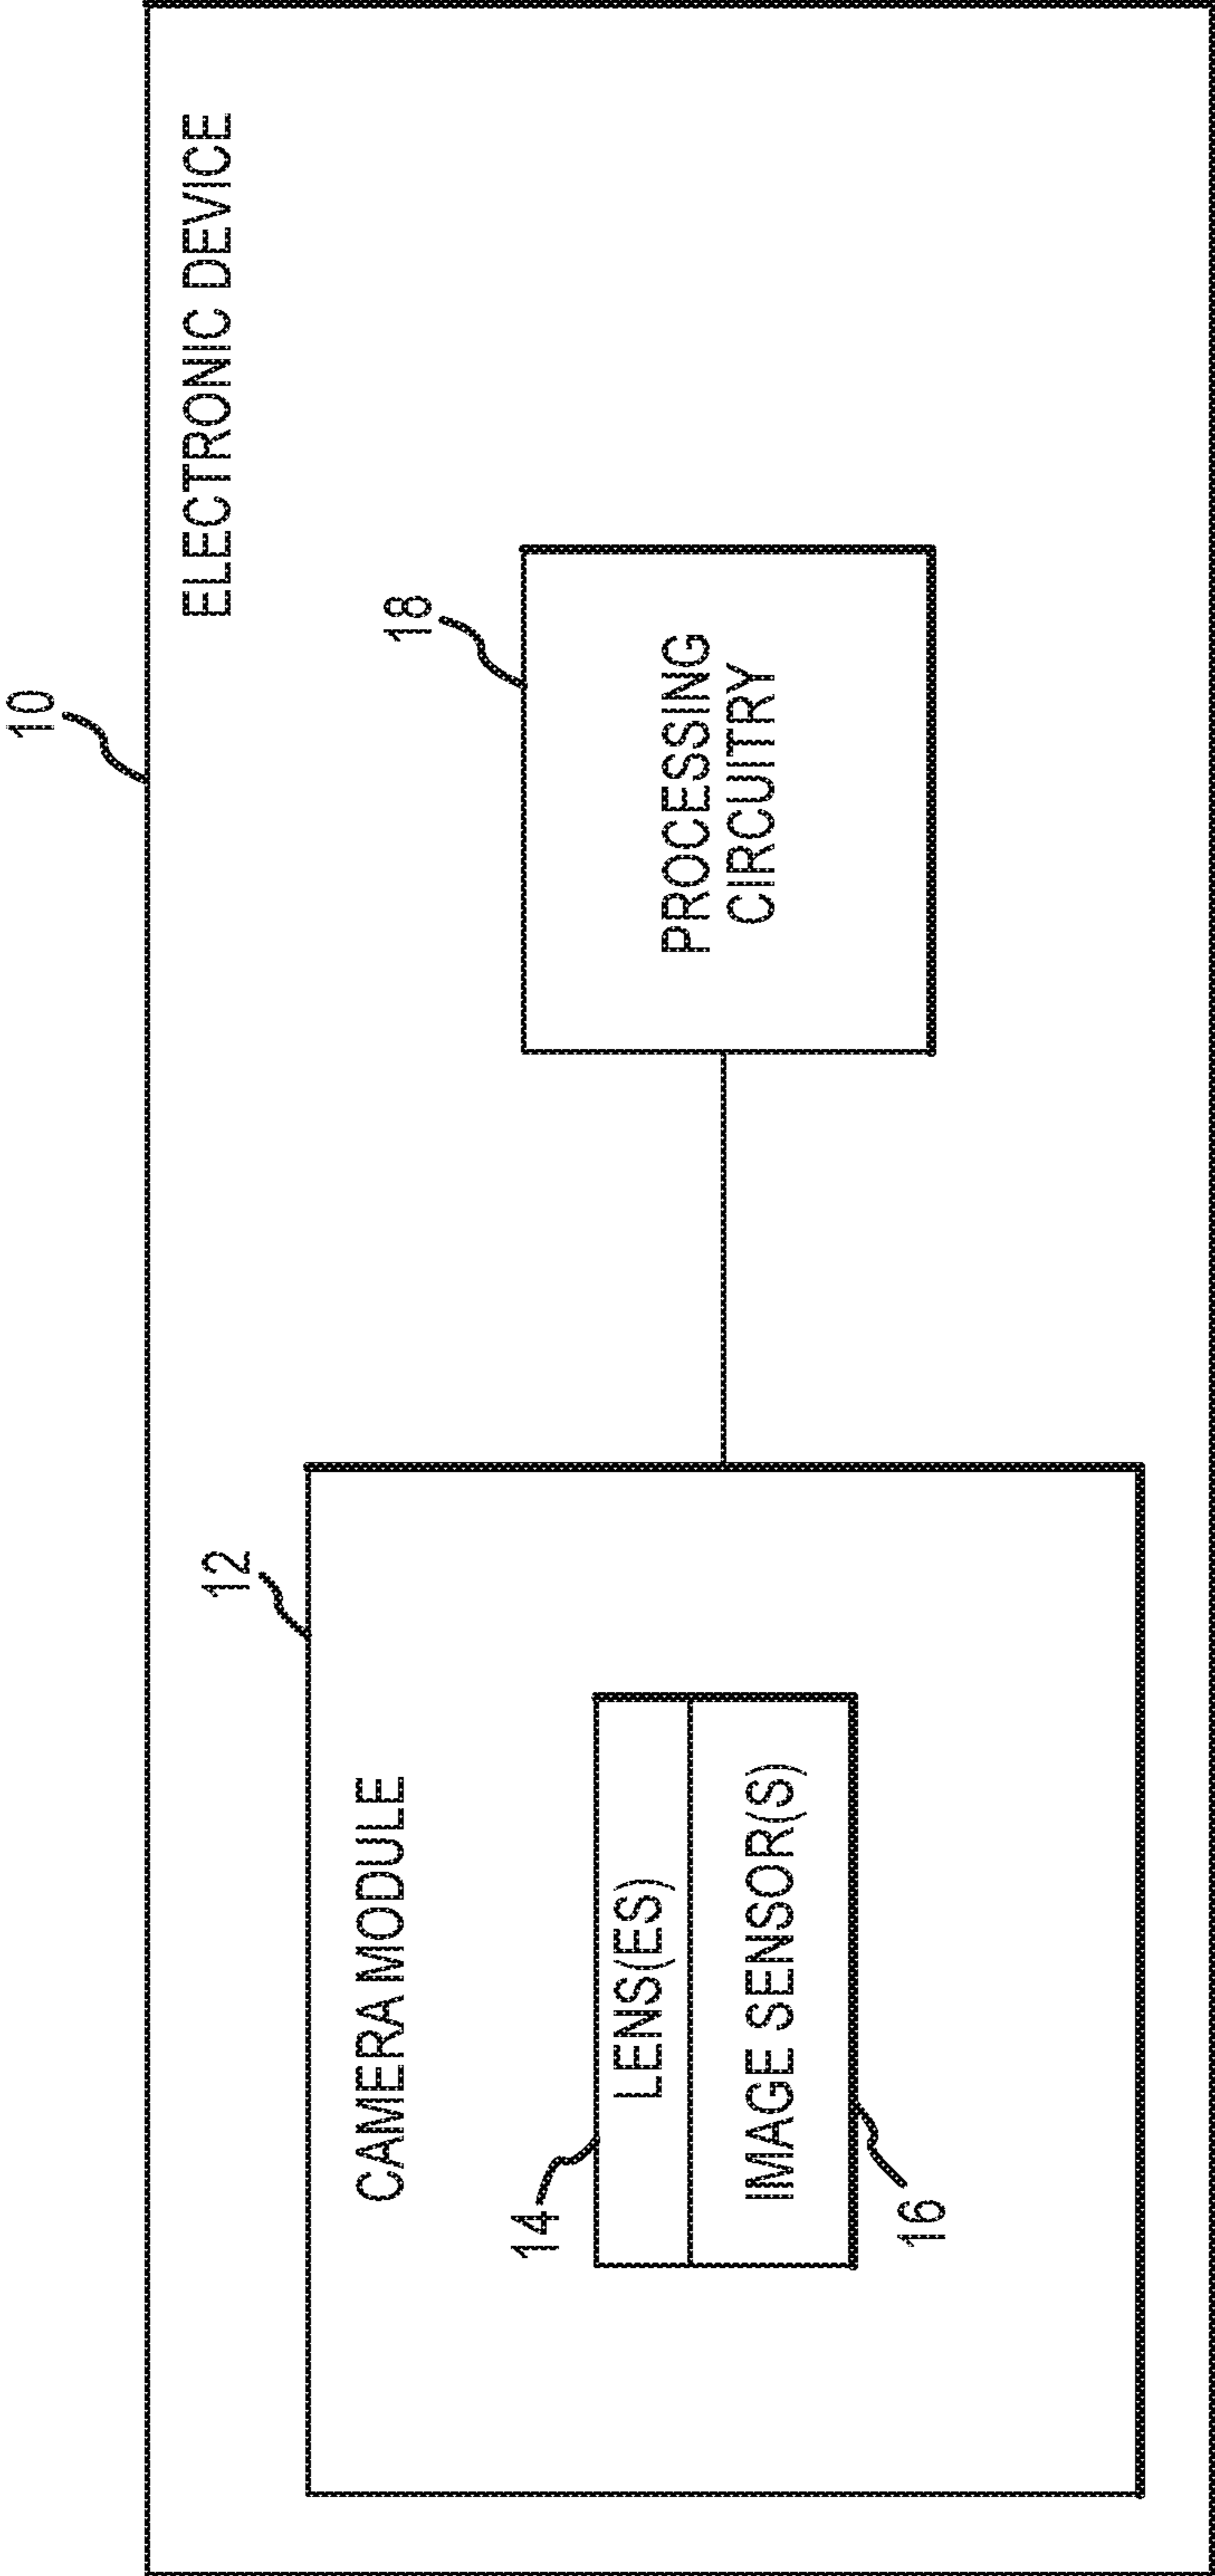 10
ELECTRONIC DEVICE
12
CAMERA MODULE
18
14
LENS(ES)
IMAGE SENSOR(S)
16
PROCESSING
CIRCUITRY